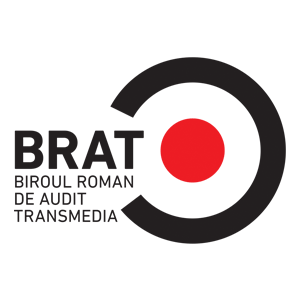 BRAT
BIROUL ROMAN
DE AUDIT
TRANSMEDIA